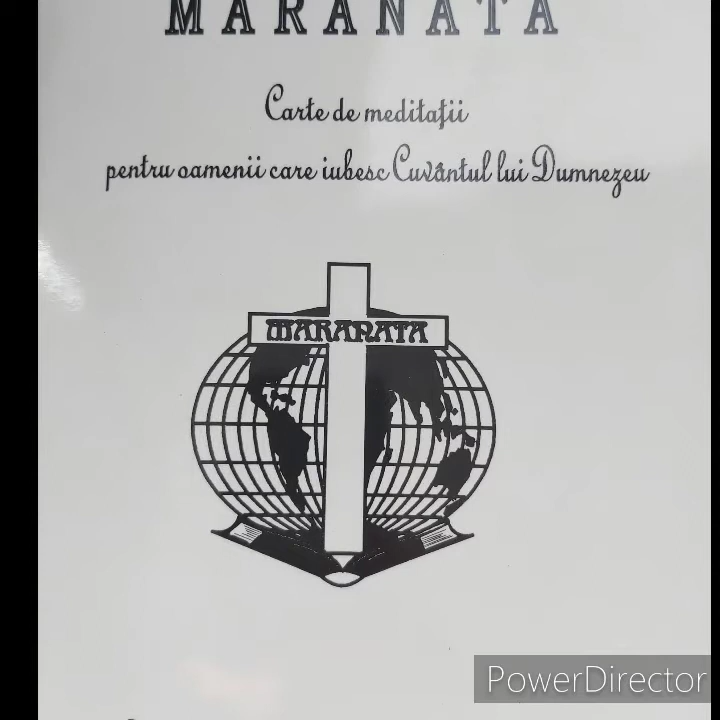 MARANATA
Carte de meditații
pentru oamenii care iubesc Cuvântul lui Dumnezeu
MARANATA
PowerDirector